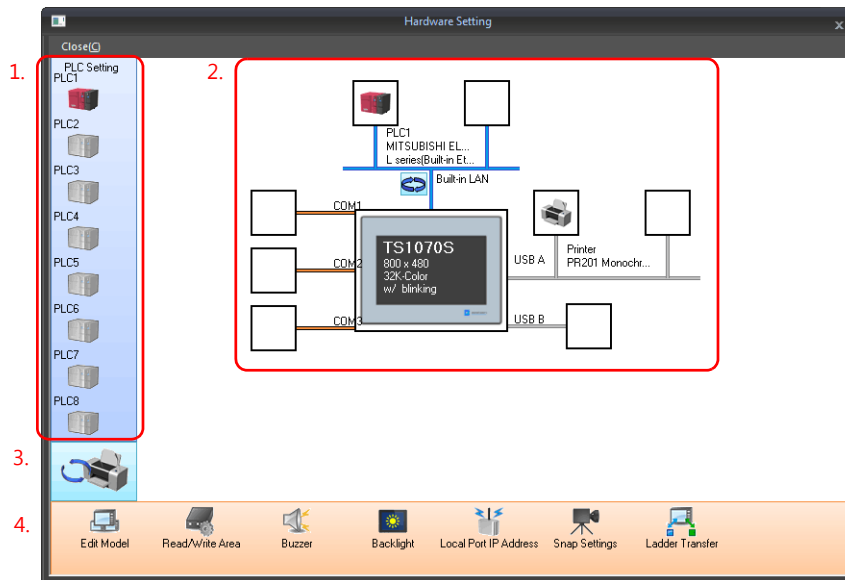 Hardware Setting
Close(C)
1.
PLC Setting
PLC1
PLC2
PLC3
PLC4
PLC5
PLC6
PLC7
PLC8
2.
PLC1
MITSUBISHI EL...
L series(Built-in Et...
Built-in LAN
COM1
COM2
COM3
TS1070S
800 x 480
32K-Color
w/ blinking
USB A
Printer
PR201 Monochr...
USB B
3.
4.
Edit Model
Read/Write Area
Buzzer
Backlight
Local Port IP Address
Snap Settings
Ladder Transfer